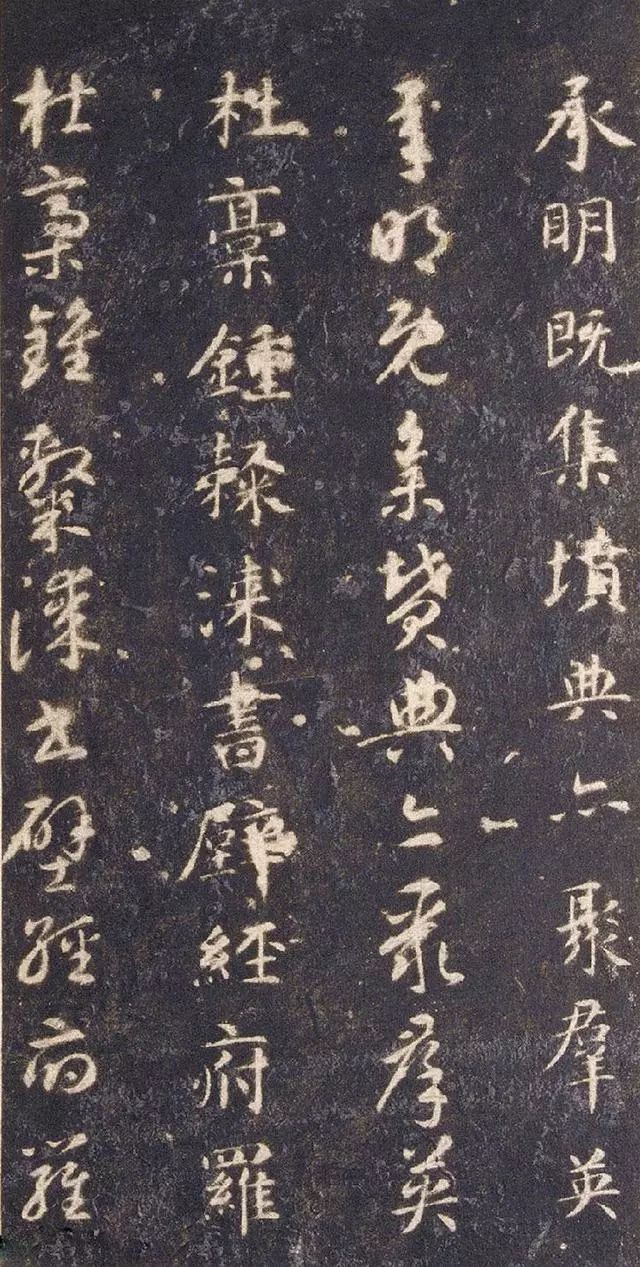 承明既集墳典亦聚羣英
承明既集墳典亦聚群英
杜稾鍾隸漆書壁經府羅
杜稾鍾隸漆書壁經府羅